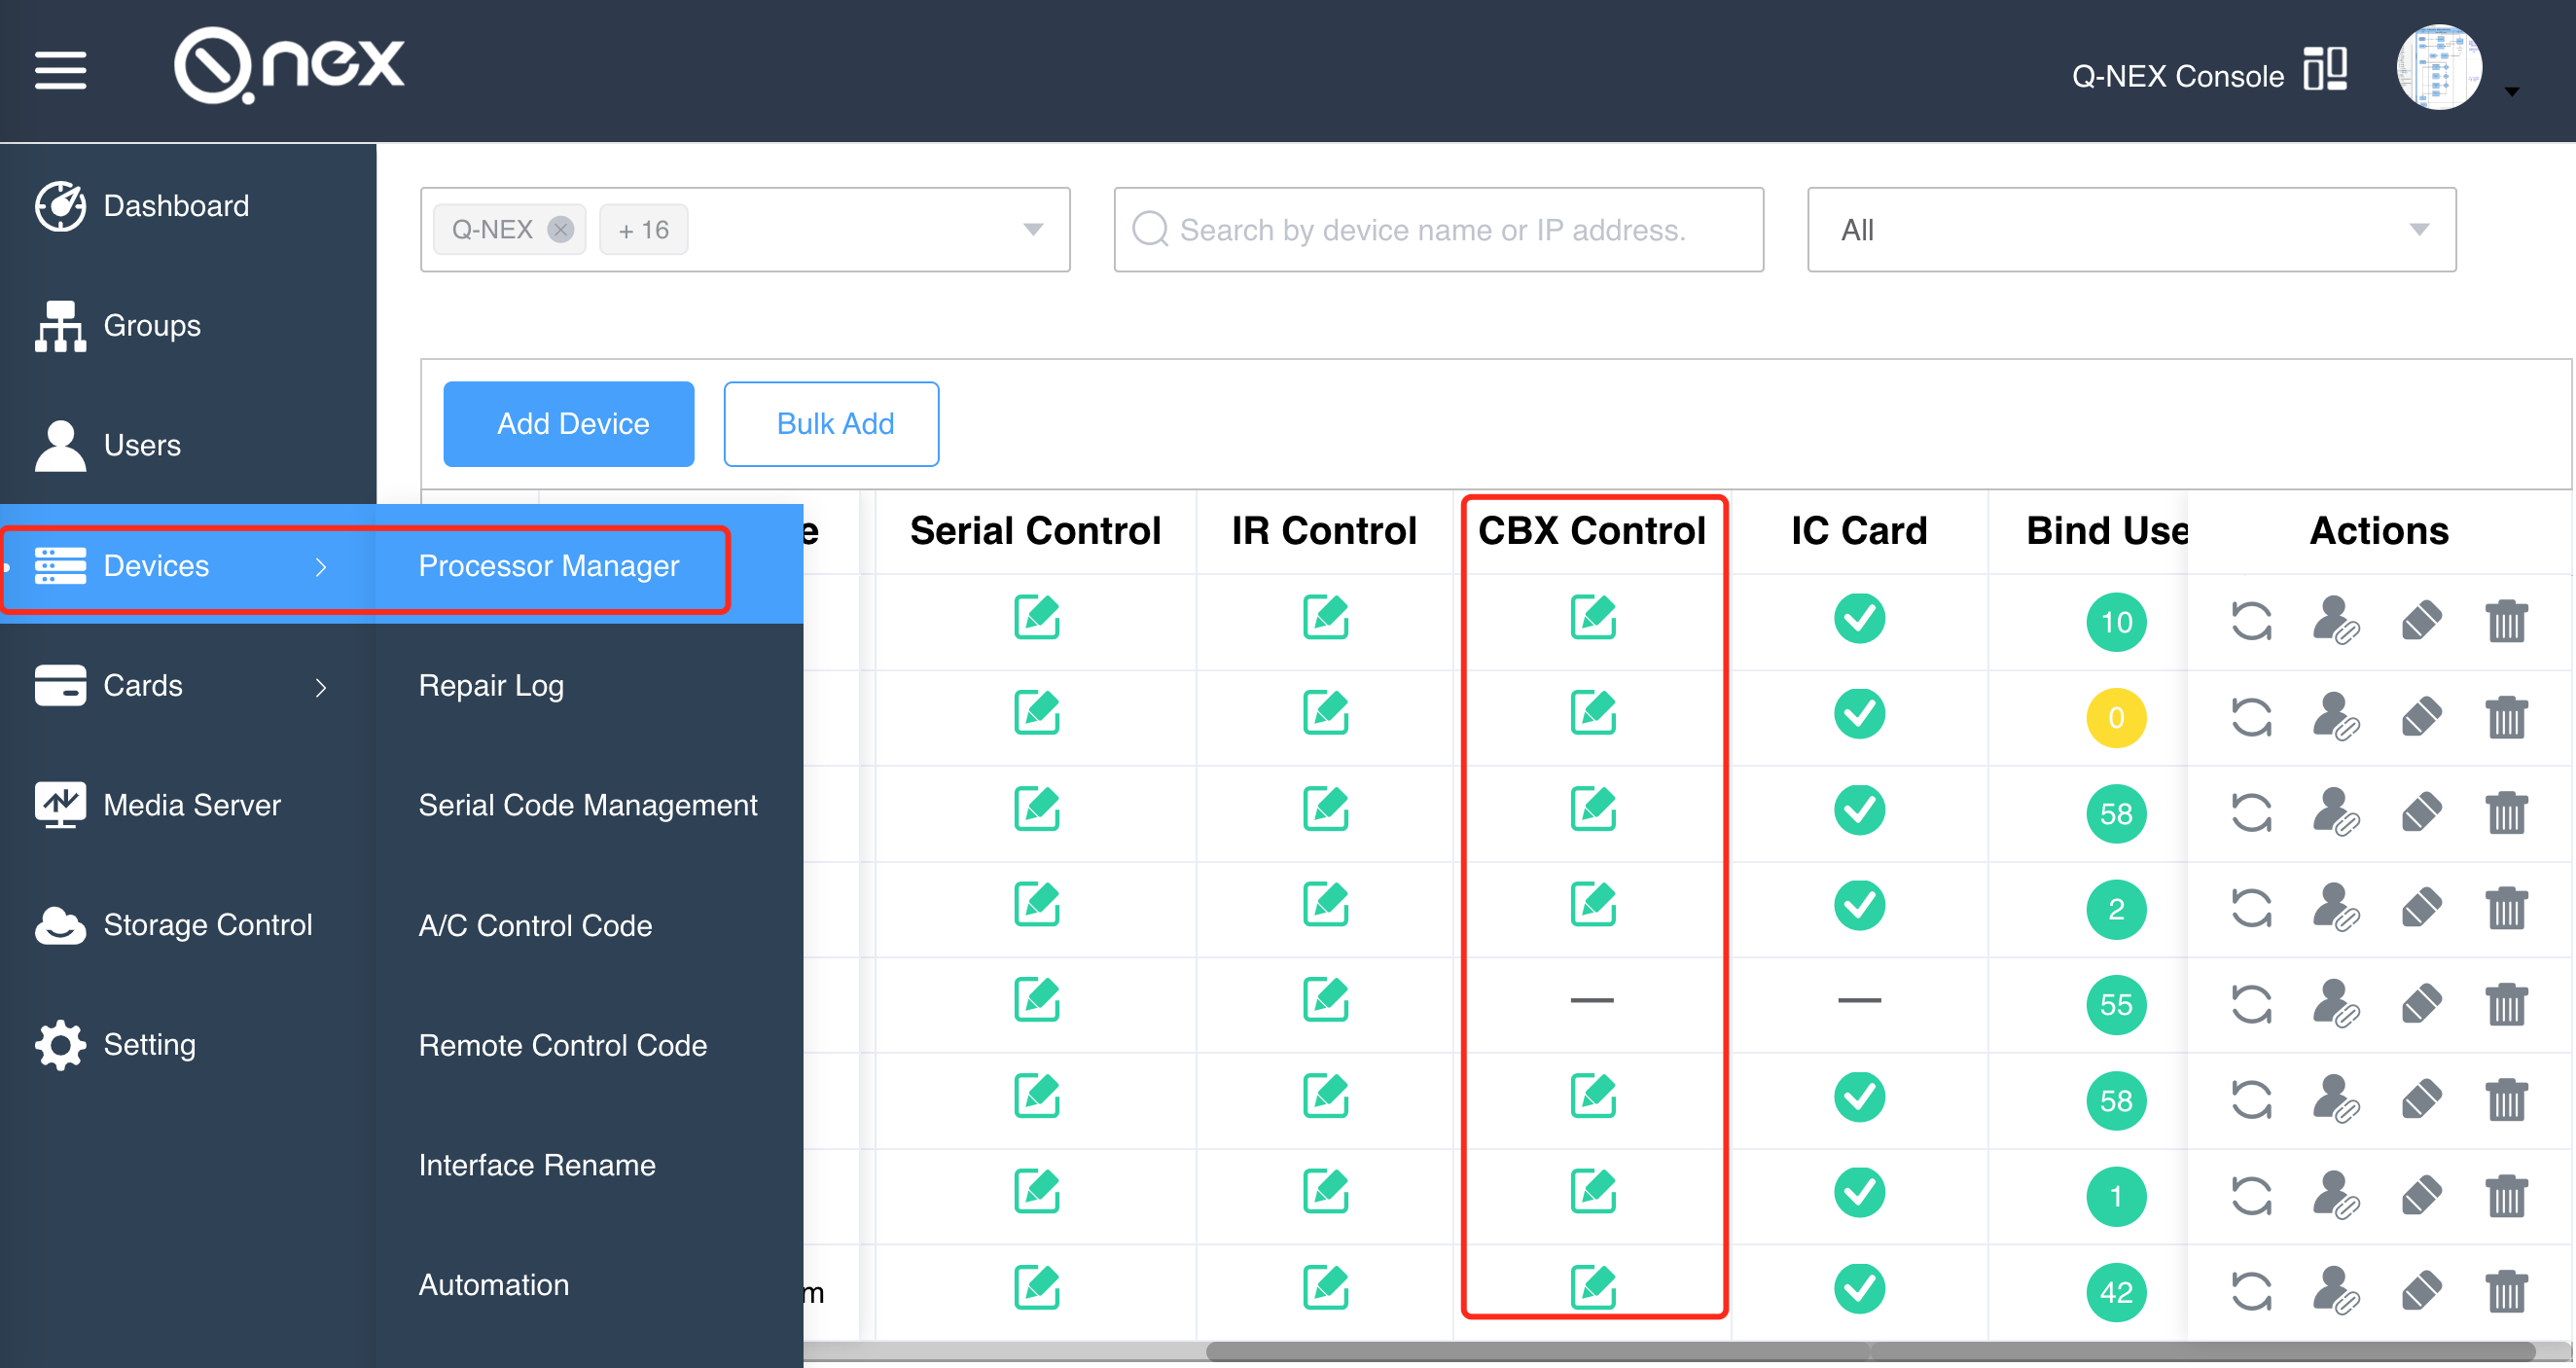 Qnex
Q-NEX Console
Dashboard
Groups
Users
Devices
Cards
Media Server
Storage Control
Setting
Processor Manager
Repair Log
Serial Code Management
A/C Control Code
Remote Control Code
Interface Rename
Automation
Q-NEX + 16
Search by device name or IP address.
All
Add Device Bulk Add
e Serial Control IR Control CBX Control IC Card Bind Use Actions
10
0
58
2
— — 55
58
1
m 42